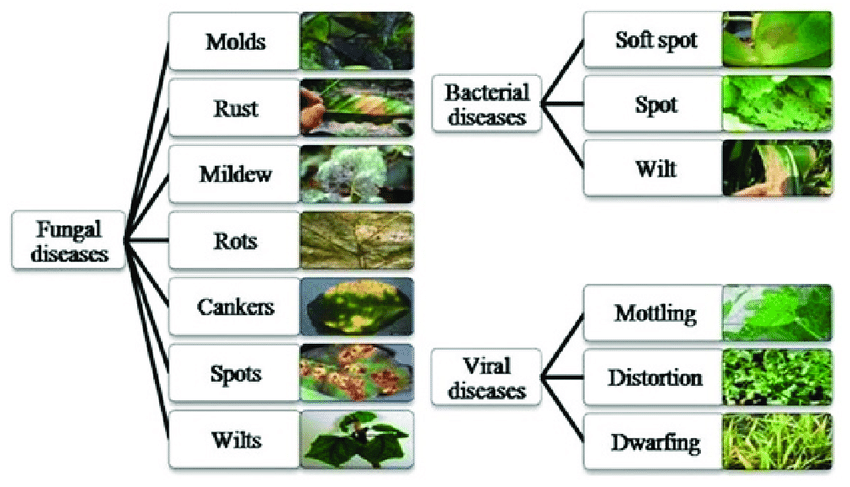 Fungal
diseases
Molds
Rust
Mildew
Rots
Cankers
Spots
Wilts
Bacterial
diseases
Soft spot
Spot
Wilt
Viral
diseases
Mottling
Distortion
Dwarfing